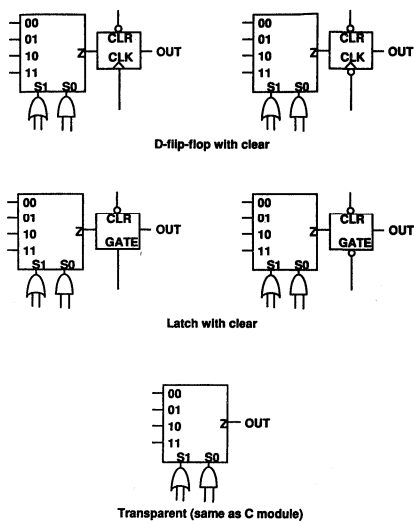 00
01
10
11
Z
S1 S0
CLR
CLK
OUT
00
01
10
11
Z
S1 S0
CLR
CLK
OUT
D-flip-flop with clear
00
01
10
11
Z
S1 S0
CLR
GATE
OUT
00
01
10
11
Z
S1 S0
CLR
GATE
OUT
Latch with clear
00
01
10
11
Z
S1 S0
OUT
Transparent (same as C module)